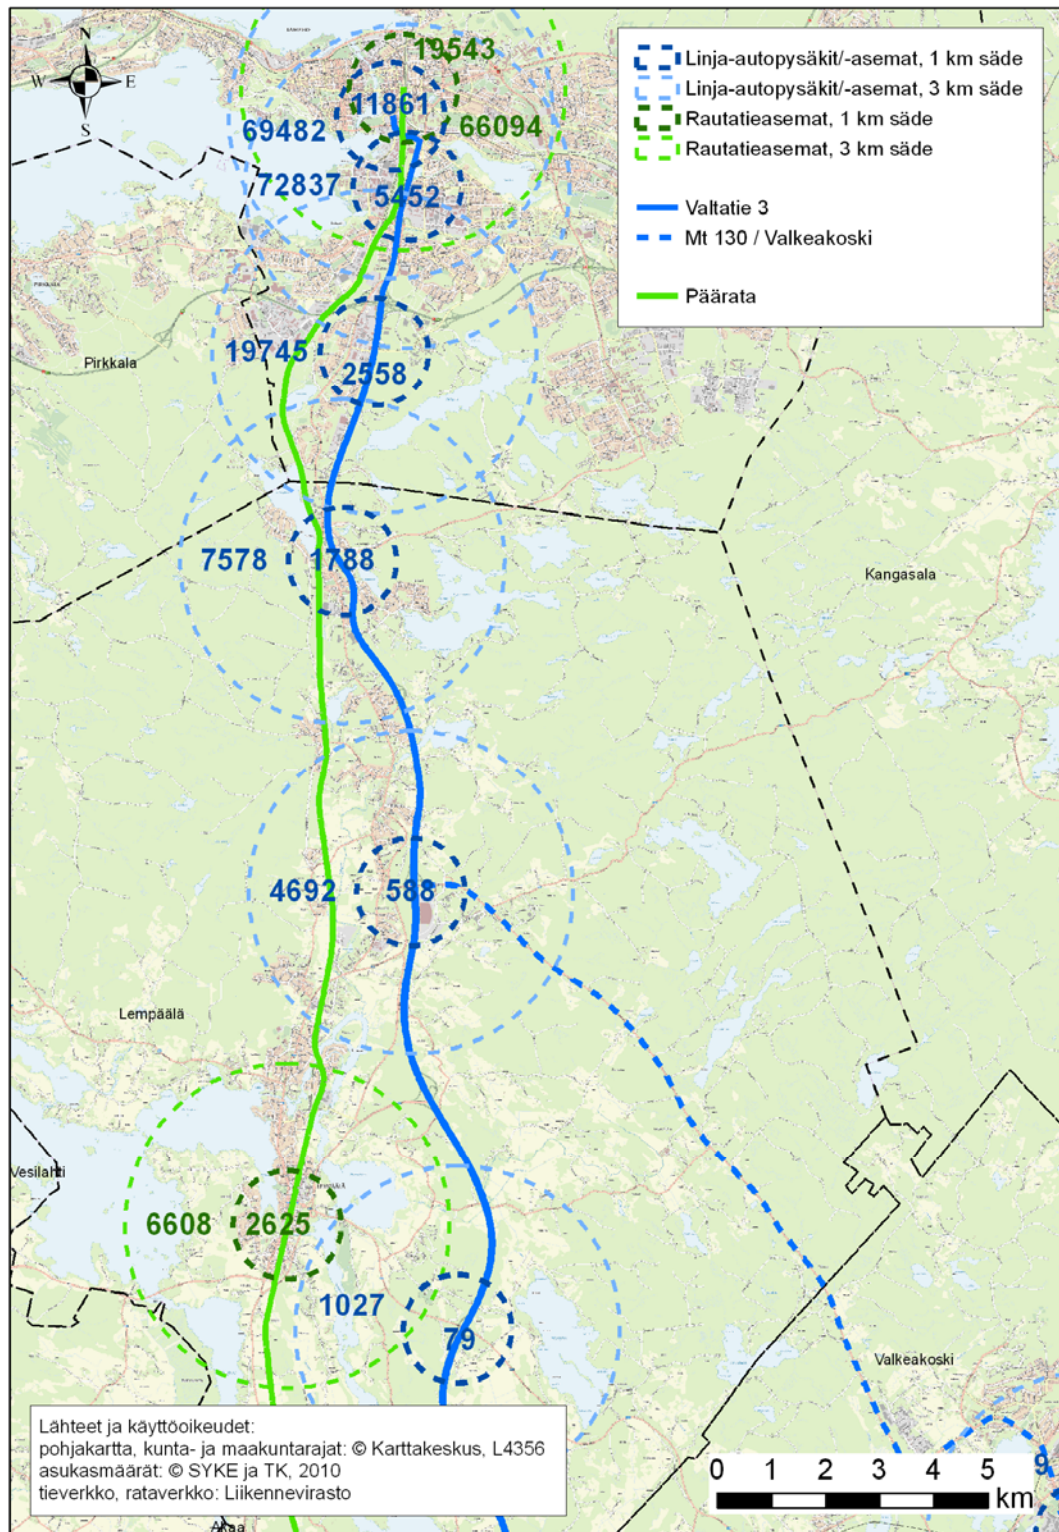 N
W E
S
Linja-autopysäkit/-asemat, 1 km säde
Linja-autopysäkit/-asemat, 3 km säde
Rautatieasemat, 1 km säde
Rautatieasemat, 3 km säde
Valtatie 3
Mt 130 / Valkeakoski
Päärata
19543
11861
69482
66094
72837
5452
19745
2558
Pirkkala
7578
1788
Kangasala
4692
588
Lempäälä
Vesilahti
6608
2625
1027
79
Valkeakoski
9
Lähteet ja käyttöoikeudet:
pohjakartta, kunta- ja maakuntarajat: © Karttakeskus, L4356
asukasmäärät: © SYKE ja TK, 2010
tieverkko, rataverkko: Liikennevirasto
0 1 2 3 4 5
km
Akaa